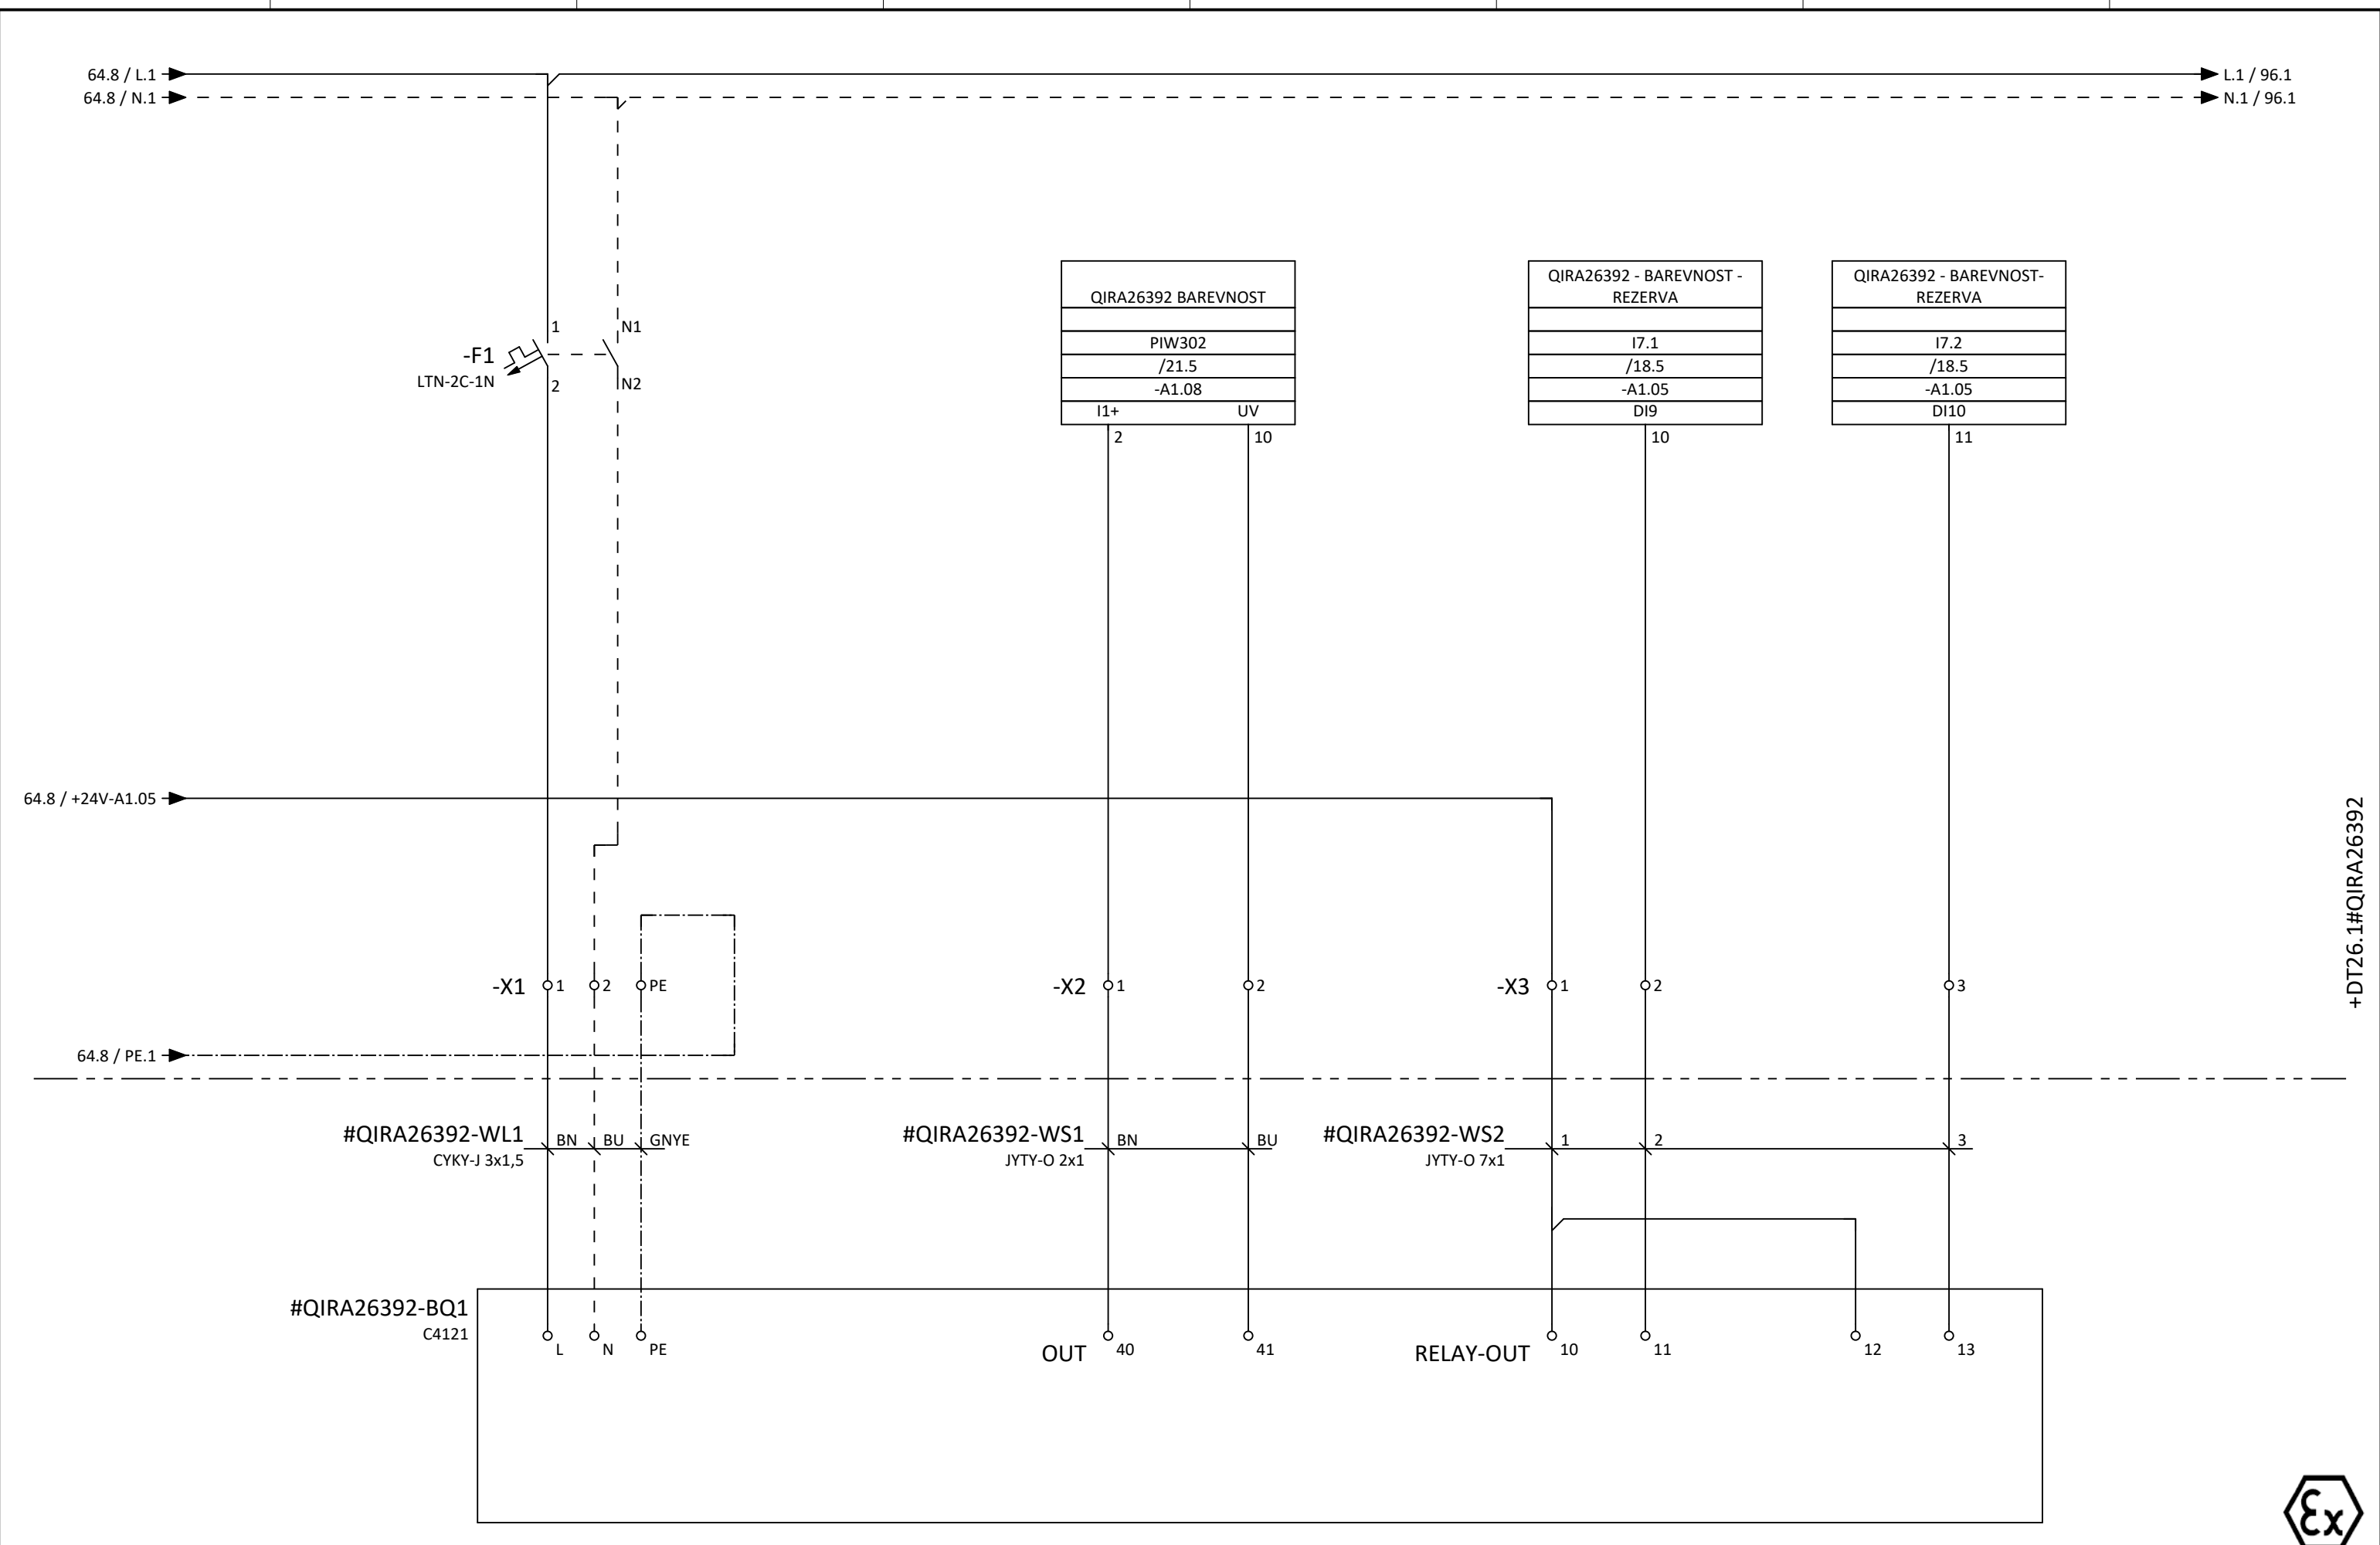 64.8 / L.1
L.1 / 96.1
64.8 / N.1
N.1 / 96.1
QIRA26392 BAREVNOST
PIW302
/21.5
-A1.08
I1+ UV
2 10
QIRA26392 - BAREVNOST -
REZERVA
I7.1
/18.5
-A1.05
DI9
10
QIRA26392 - BAREVNOST-
REZERVA
I7.2
/18.5
-A1.05
DI10
11
1 N1
-F1
LTN-2C-1N
2 N2
64.8 / +24V-A1.05
+DT26.1#QIRA26392
-X1 1 2 PE
-X2 1 2
-X3 1 2 3
64.8 / PE.1
#QIRA26392-WL1 BN BU GNYE
CYKY-J 3x1,5
#QIRA26392-WS1 BN BU
JYTY-O 2x1
#QIRA26392-WS2 1 2 3
JYTY-O 7x1
#QIRA26392-BQ1
C4121
L N PE
OUT 40 41
RELAY-OUT 10 11 12 13
Ex